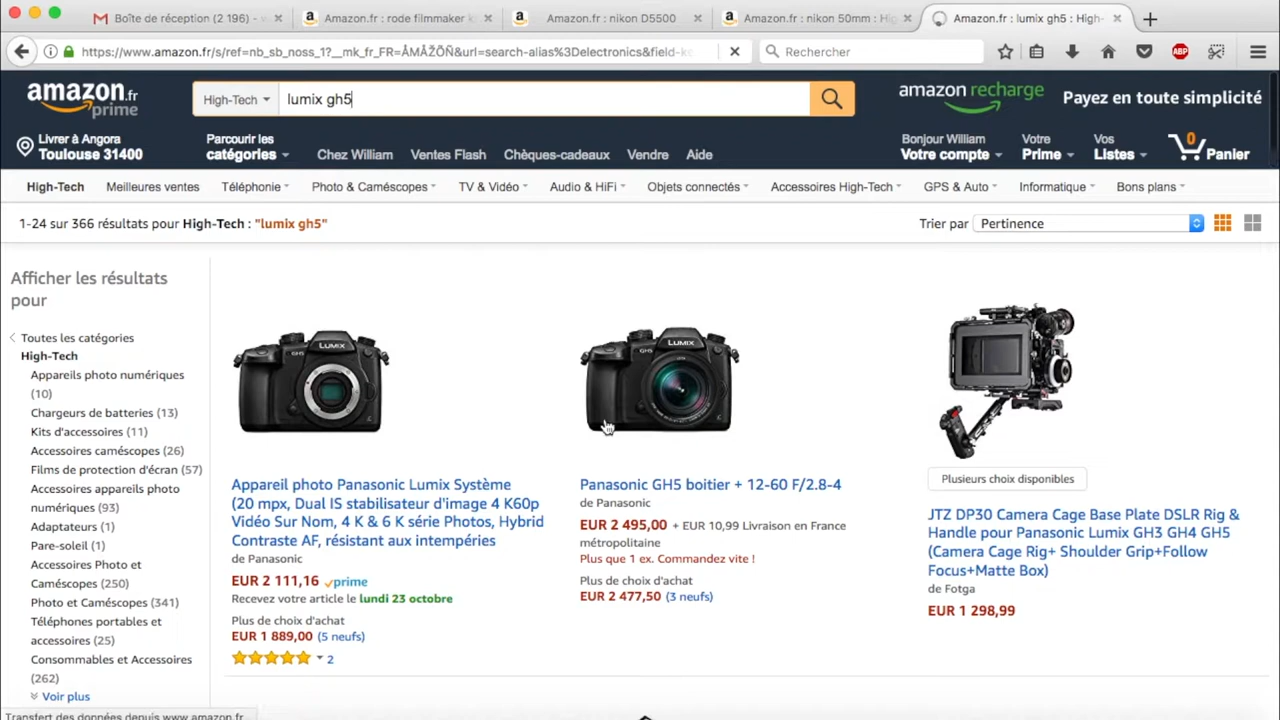 Boîte de réception (2 196) -
Amazon.fr : rode filmmaker k
Amazon.fr : nikon D5500
Amazon.fr : nikon 50mm : Hig
Amazon.fr : lumix gh5 : High-
https://www.amazon.fr/s/ref=nb_sb_noss_1?__mk_fr_FR=ÅMÅŽÕÑ&url=search-alias%3Delectronics&field-ke
Rechercher
ABP
amazon.fr
prime
High-Tech
lumix gh5
amazon recharge
Payez en toute simplicité
Livrer à Angora
Toulouse 31400
Parcourir les
catégories
Chez William
Ventes Flash
Chèques-cadeaux
Vendre
Aide
Bonjour William
Votre compte
Votre
Prime
Vos
Listes
0
Panier
High-Tech
Meilleures ventes
Téléphonie
Photo & Caméscopes
TV & Vidéo
Audio & HiFi
Objets connectés
Accessoires High-Tech
GPS & Auto
Informatique
Bons plans
1-24 sur 366 résultats pour High-Tech : "lumix gh5"
Trier par
Pertinence
Afficher les résultats
pour
Toutes les catégories
High-Tech
Appareils photo numériques
(10)
Chargeurs de batteries (13)
Kits d'accessoires (11)
Accessoires caméscopes (26)
Films de protection d'écran (57)
Accessoires appareils photo
numériques (93)
Adaptateurs (1)
Pare-soleil (1)
Accessoires Photo et
Caméscopes (250)
Photo et Caméscopes (341)
Téléphones portables et
accessoires (25)
Consommables et Accessoires
(262)
Voir plus
LUMIX
GH5
Appareil photo Panasonic Lumix Système
(20 mpx, Dual IS stabilisateur d'image 4 K60p
Vidéo Sur Nom, 4 K & 6 K série Photos, Hybrid
Contraste AF, résistant aux intempéries
de Panasonic
EUR 2 111,16 prime
Recevez votre article le lundi 23 octobre
Plus de choix d'achat
EUR 1 889,00 (5 neufs)
2
LUMIX
GH5
Panasonic GH5 boitier + 12-60 F/2.8-4
de Panasonic
EUR 2 495,00 + EUR 10,99 Livraison en France
métropolitaine
Plus que 1 ex. Commandez vite !
Plus de choix d'achat
EUR 2 477,50 (3 neufs)
Plusieurs choix disponibles
JTZ DP30 Camera Cage Base Plate DSLR Rig &
Handle pour Panasonic Lumix GH3 GH4 GH5
(Camera Cage Rig+ Shoulder Grip+Follow
Focus+Matte Box)
de Fotga
EUR 1 298,99
Transfert des données depuis www.amazon.fr…